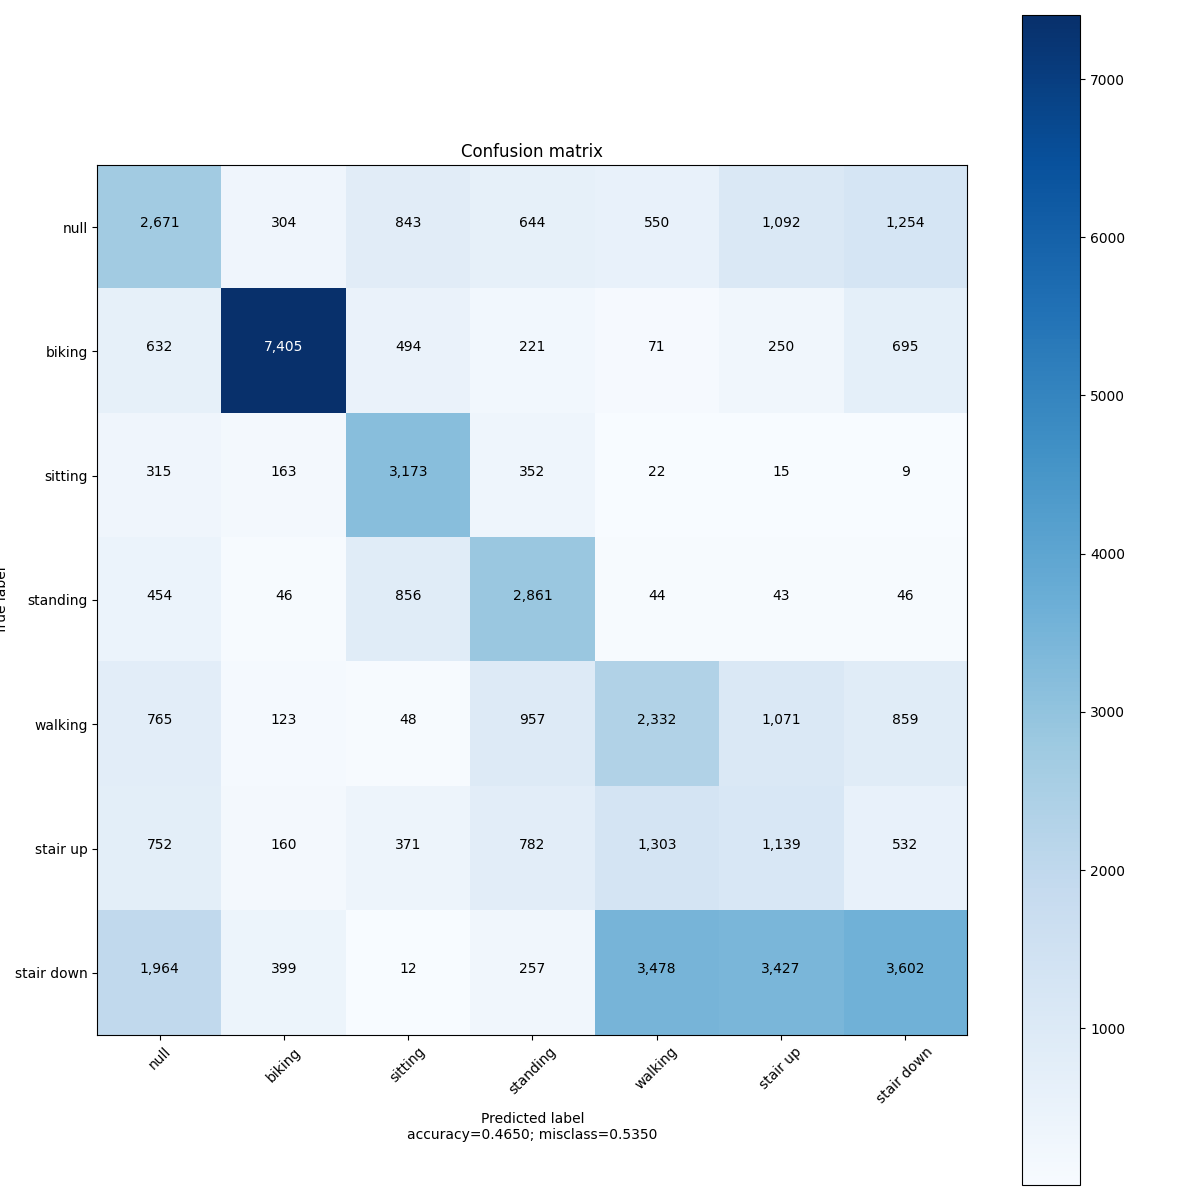 Confusion matrix
null 2,671 304 843 644 550 1,092 1,254
biking 632 7,405 494 221 71 250 695
sitting 315 163 3,173 352 22 15 9
standing 454 46 856 2,861 44 43 46
walking 765 123 48 957 2,332 1,071 859
stair up 752 160 371 782 1,303 1,139 532
stair down 1,964 399 12 257 3,478 3,427 3,602
null biking sitting standing walking stair up stair down
Predicted label
accuracy=0.4650; misclass=0.5350
7000
6000
5000
4000
3000
2000
1000